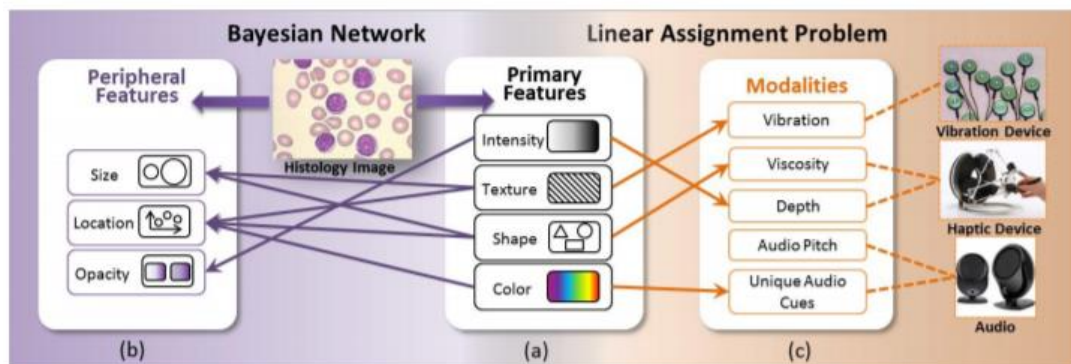 Bayesian Network
Linear Assignment Problem
Peripheral
Features
Size
Location
Opacity
(b)
Histology Image
Primary
Features
Intensity
Texture
Shape
Color
(a)
Modalities
Vibration
Viscosity
Depth
Audio Pitch
Unique Audio
Cues
(c)
Vibration Device
Haptic Device
Audio